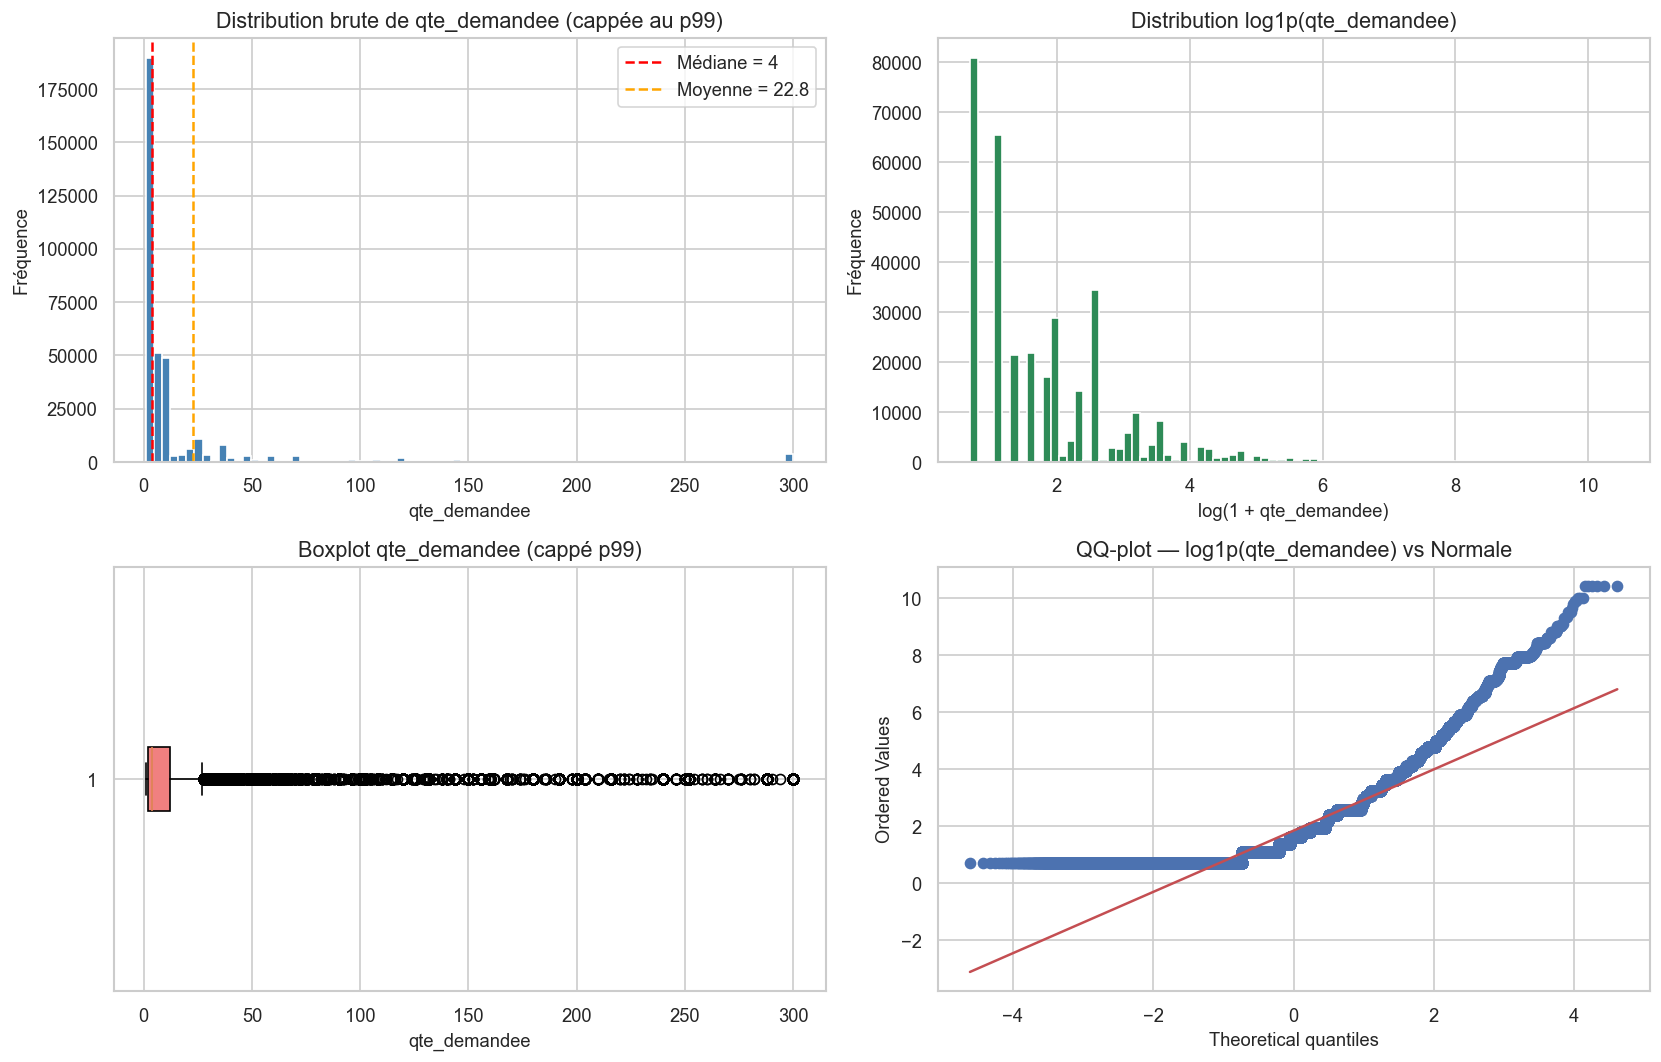 Distribution brute de qte_demandee (cappée au p99)
Médiane = 4
Moyenne = 22.8
Fréquence
175000
150000
125000
100000
75000
50000
25000
0
0 50 100 150 200 250 300
qte_demandee
Distribution log1p(qte_demandee)
Fréquence
80000
70000
60000
50000
40000
30000
20000
10000
0
2 4 6 8 10
log(1 + qte_demandee)
Boxplot qte_demandee (cappé p99)
1
0 50 100 150 200 250 300
qte_demandee
QQ-plot — log1p(qte_demandee) vs Normale
Ordered Values
10
8
6
4
2
0
−2
−4 −2 0 2 4
Theoretical quantiles